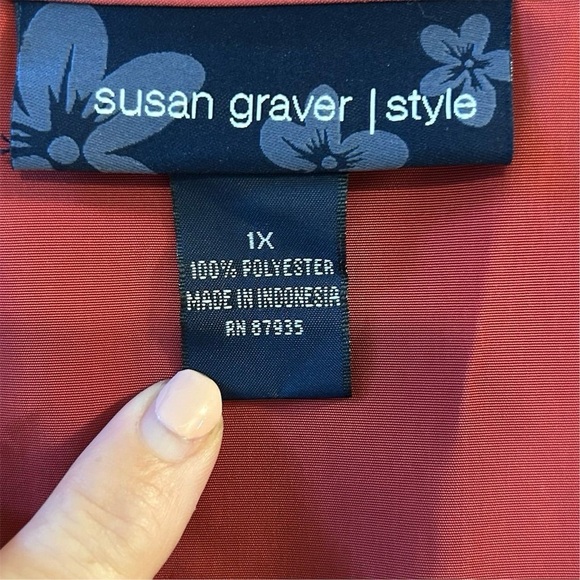 susan graver | style
1X
100% POLYESTER
MADE IN INDONESIA
RN 87935